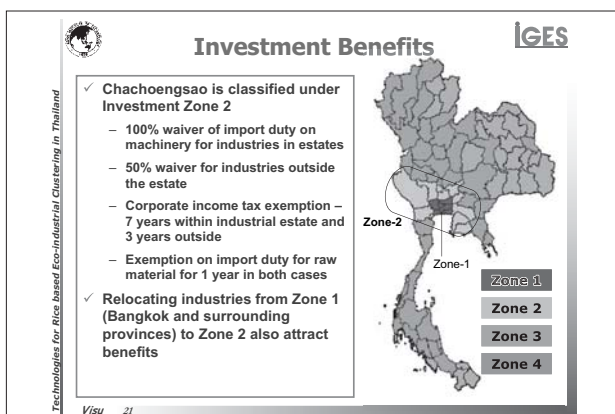 Investment Benefits
IGES
Technologies for Rice based Eco-industrial Clustering in Thailand
✓ Chachoengsao is classified under
Investment Zone 2
– 100% waiver of import duty on
machinery for industries in estates
– 50% waiver for industries outside
the estate
– Corporate income tax exemption –
7 years within industrial estate and
3 years outside
– Exemption on import duty for raw
material for 1 year in both cases
✓ Relocating industries from Zone 1
(Bangkok and surrounding
provinces) to Zone 2 also attract
benefits
Zone-2
Zone-1
Zone 1
Zone 2
Zone 3
Zone 4
Visu 21